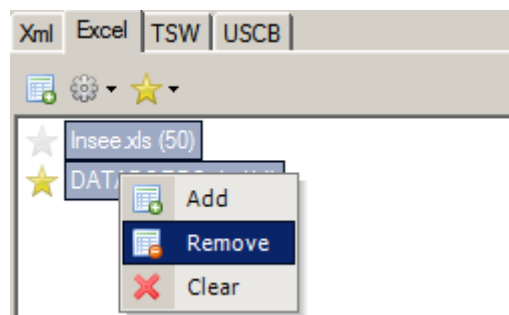 Xml Excel TSW USCB
Insee.xls (50)
Add
Remove
Clear